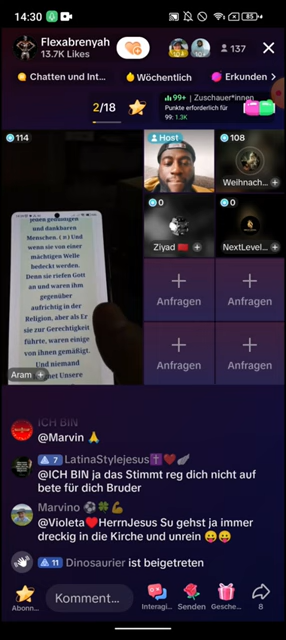 14:30
85
Flexabrenyah
13.7K Likes
137
Chatten und Int...
Wöchentlich
Erkunden
2/18
99+ | Zuschauer*innen
Punkte erforderlich für
99: 1.3K
114
Host
108
Weihnach...
0
Ziyad
0
NextLevel...
jenen geduldigen
und dankbaren
Menschen. (31) Und
wenn sie von einer
mächtigen Welle
bedeckt werden.
Denn sie riefen Gott
an und waren ihm
gegenüber
aufrichtig in der
Religion, aber als Er
sie zur Gerechtigkeit
führte, waren einige
von ihnen gemäßigt.
Und niemand
Unsere
Aram
Anfragen
Anfragen
Anfragen
Anfragen
ICH BIN
@Marvin 🙏
7 LatinaStylejesus✝️❤️🪽
@ICH BIN ja das Stimmt reg dich nicht auf
bete für dich Bruder
Marvino ⚽🍀💪
@Violeta♥️HerrnJesus Su gehst ja immer
dreckig in die Kirche und unrein 😛😛
11 Dinosaurier ist beigetreten
Abonn...
Kommentar...
Interagi...
Senden
Gesche...
8